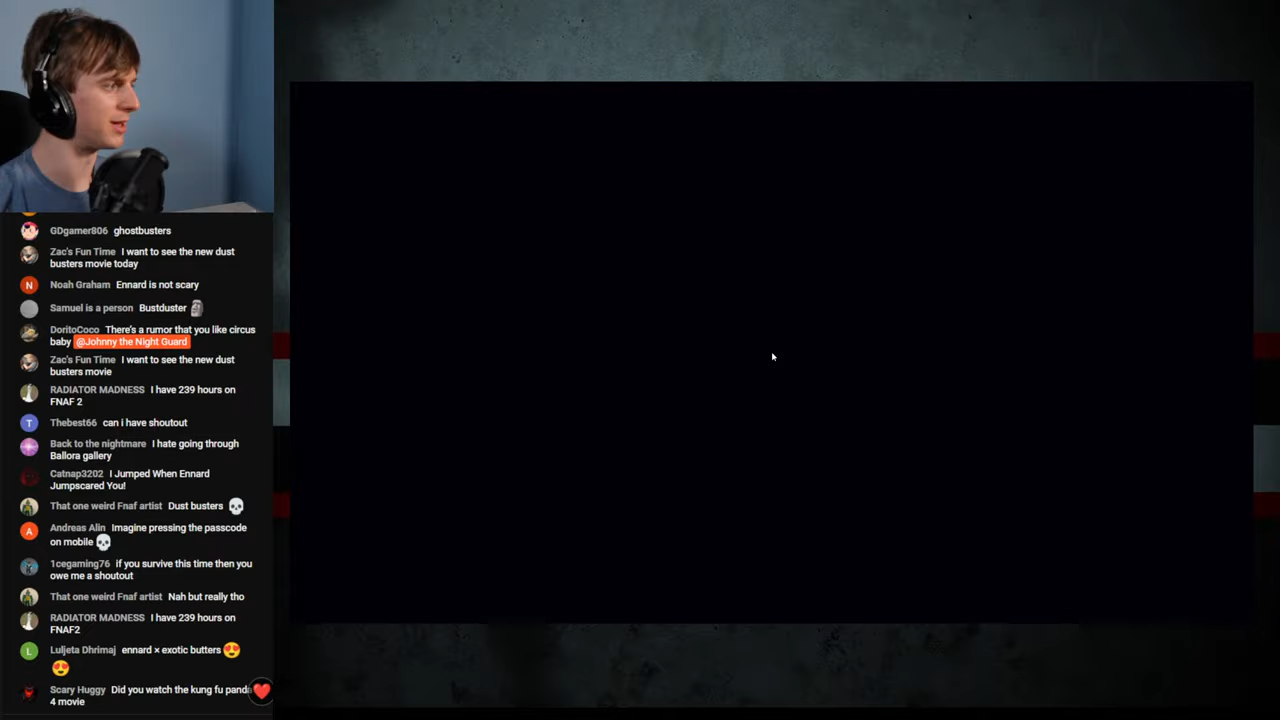 GDgamer806 ghostbusters
Zac's Fun Time I want to see the new dust
busters movie today
Noah Graham Ennard is not scary
Samuel is a person Bustduster 🗿
DoritoCoco There's a rumor that you like circus
baby @Johnny the Night Guard
Zac's Fun Time I want to see the new dust
busters movie
RADIATOR MADNESS I have 239 hours on
FNAF 2
T Thebest66 can i have shoutout
Back to the nightmare I hate going through
Ballora gallery
Catnap3202 I Jumped When Ennard
Jumpscared You!
That one weird Fnaf artist Dust busters 💀
A Andreas Alin Imagine pressing the passcode
on mobile 💀
1cegaming76 if you survive this time then you
owe me a shoutout
That one weird Fnaf artist Nah but really tho
RADIATOR MADNESS I have 239 hours on
FNAF2
L Luljeta Dhrimaj ennard × exotic butters 😍
😍
Scary Huggy Did you watch the kung fu panda
4 movie